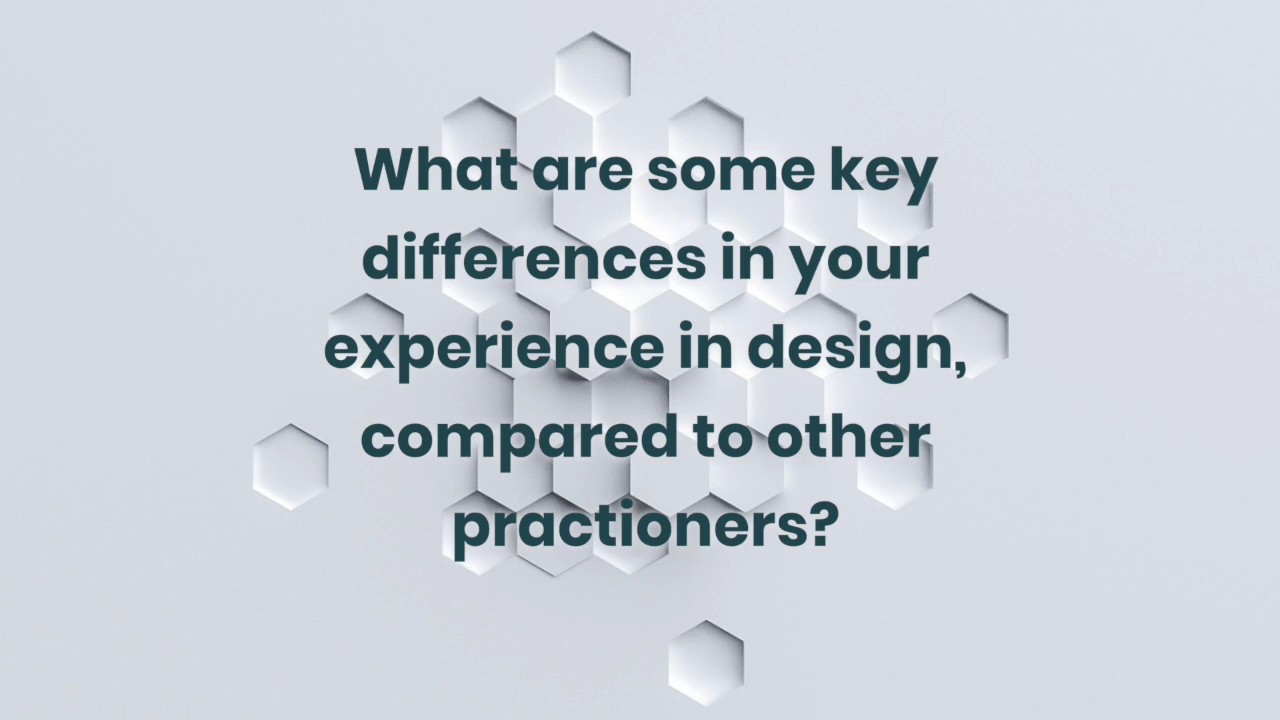 What are some key
differences in your
experience in design,
compared to other
practioners?